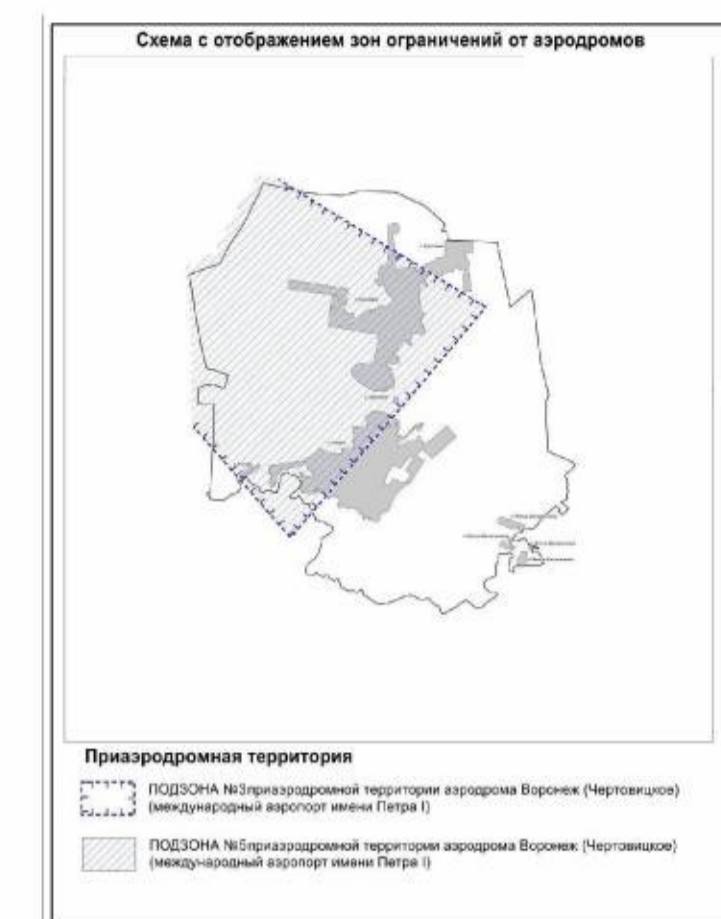 Схема с отображением зон ограничений от аэродромов
Приаэродромная территория
ПОДЗОНА №3приаэродромной территории аэродрома Воронеж (Чертовицкое)
(международный аэропорт имени Петра I)
ПОДЗОНА №5приаэродромной территории аэродрома Воронеж (Чертовицкое)
(международный аэропорт имени Петра I)